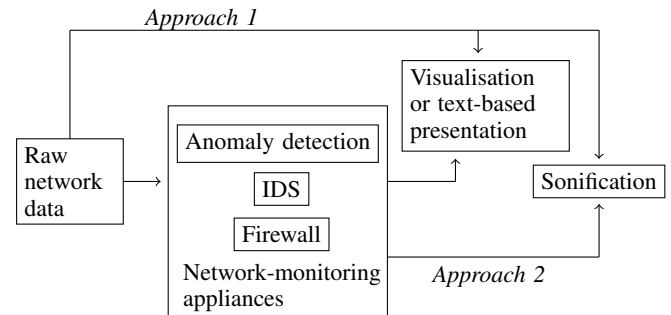 Approach 1
Visualisation
or text-based
presentation
Anomaly detection
Raw
network
data
IDS
Sonification
Firewall
Network-monitoring
appliances
Approach 2